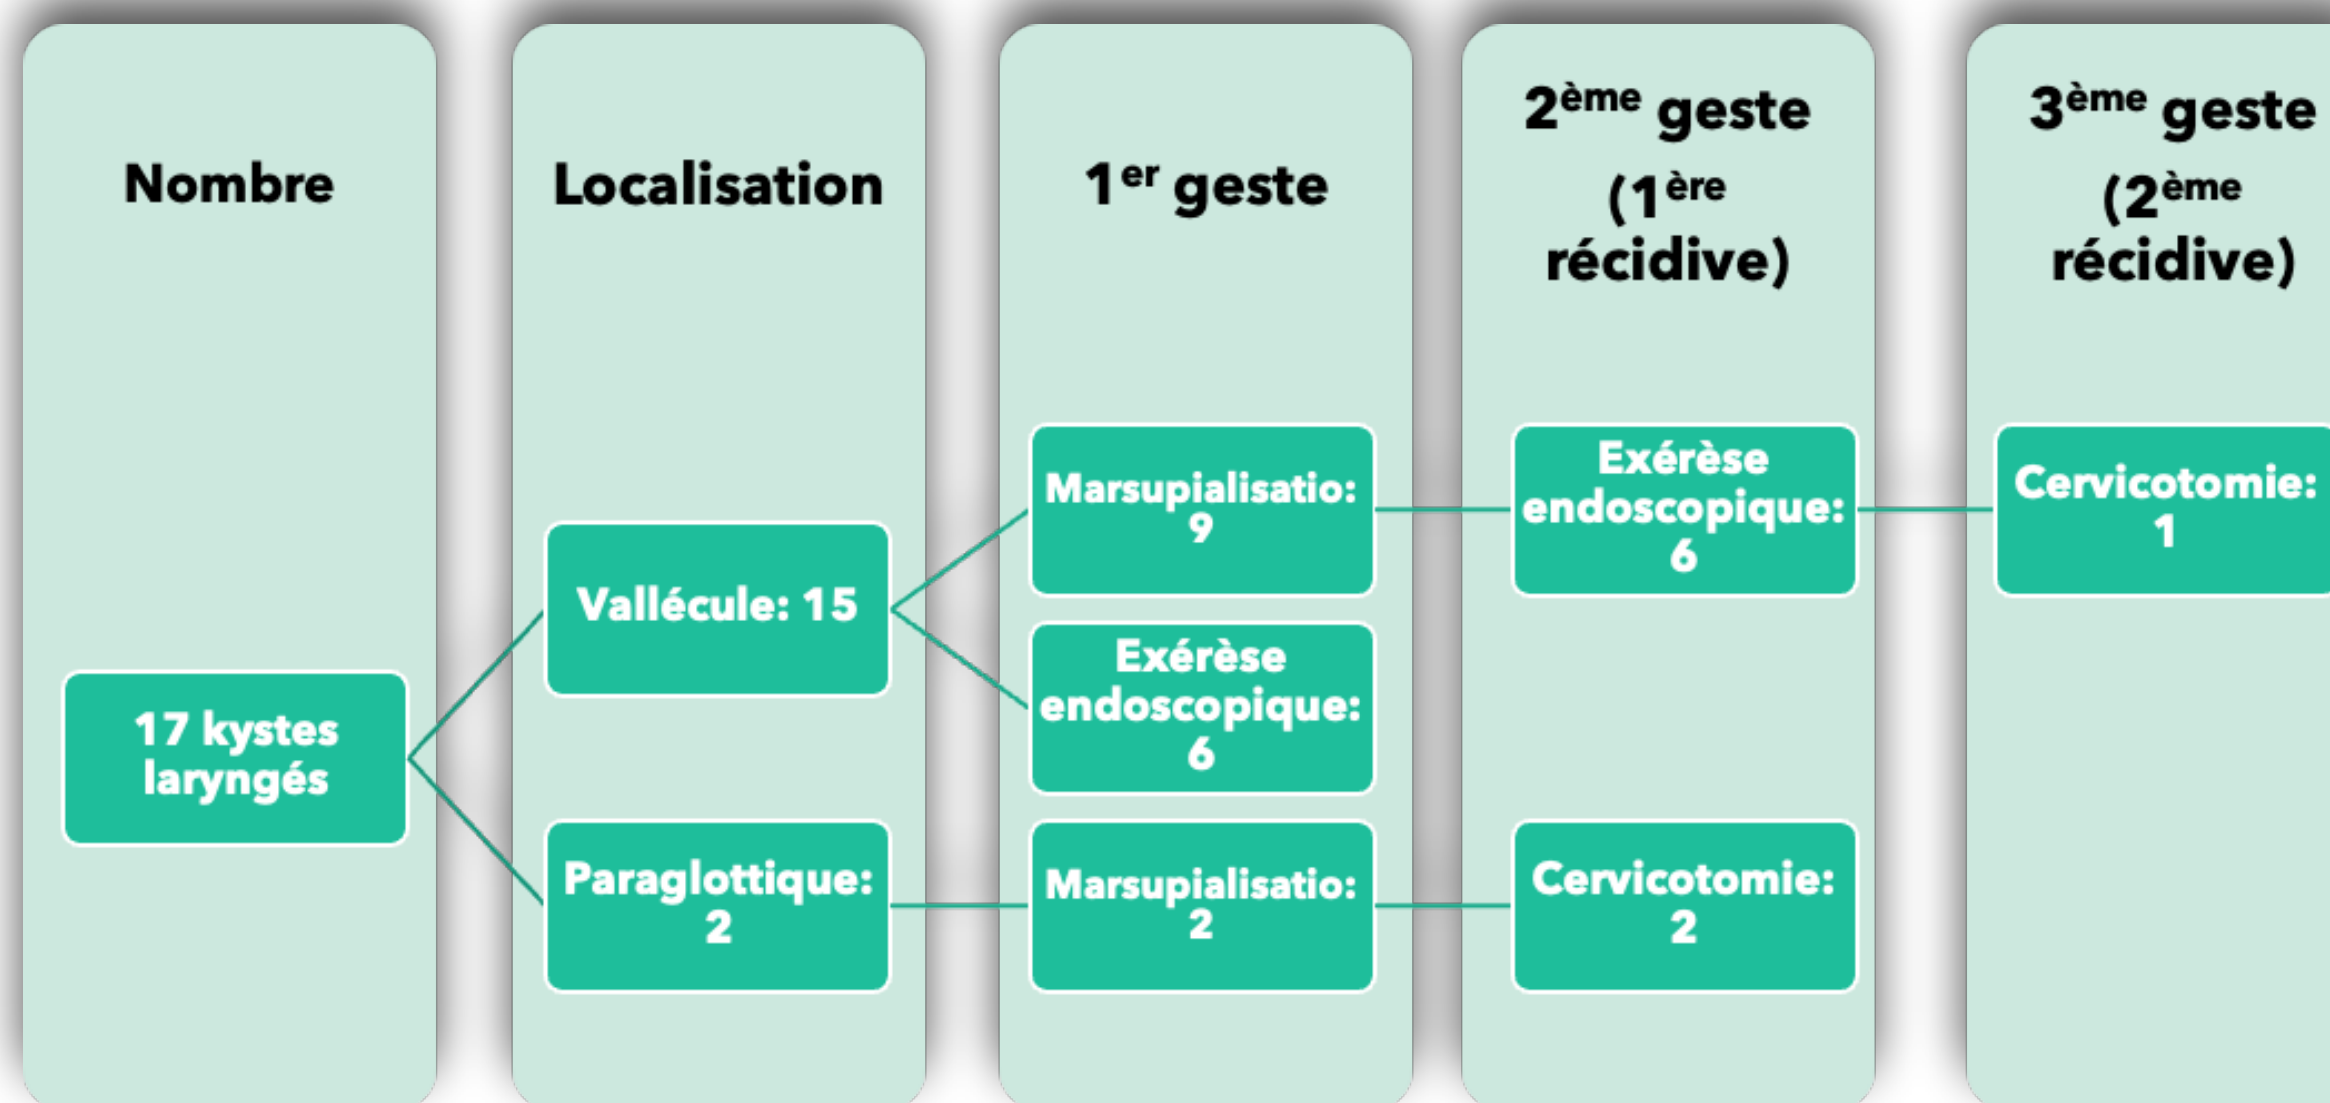 Nombre
Localisation
1er geste
2ème geste
(1ère
récidive)
3ème geste
(2ème
récidive)
17 kystes
laryngés
Vallécule: 15
Paraglottique:
2
Marsupialisatio:
9
Exérèse
endoscopique:
6
Marsupialisatio:
2
Exérèse
endoscopique:
6
Cervicotomie:
2
Cervicotomie:
1